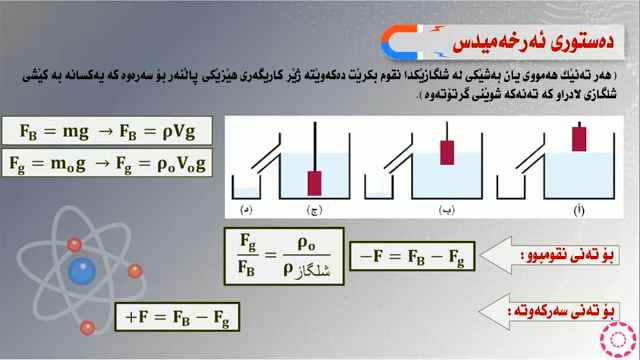 دەستوری ئەرخەمیدس
( هەر تەنێك هەمووی یان بەشێکی لە شلگازێکدا نقوم بکرێت دەکەوێتە ژێر کاریگەری هێزێکی پاڵنەر بۆ سەرەوە کە یەکسانە بە کێشی
شلگازی لادراو کە تەنەکە شوێنی گرتۆتەوە ).
F_B = mg → F_B = ρVg
F_g = m_o g → F_g = ρ_o V_o g
(أ) (ب) (ج) (د)
بۆ تەنی نقومبوو :
−F = F_B − F_g
F_g / F_B = ρ_o / ρ شلگاز
بۆ تەنی سەرکەوتە :
+F = F_B − F_g